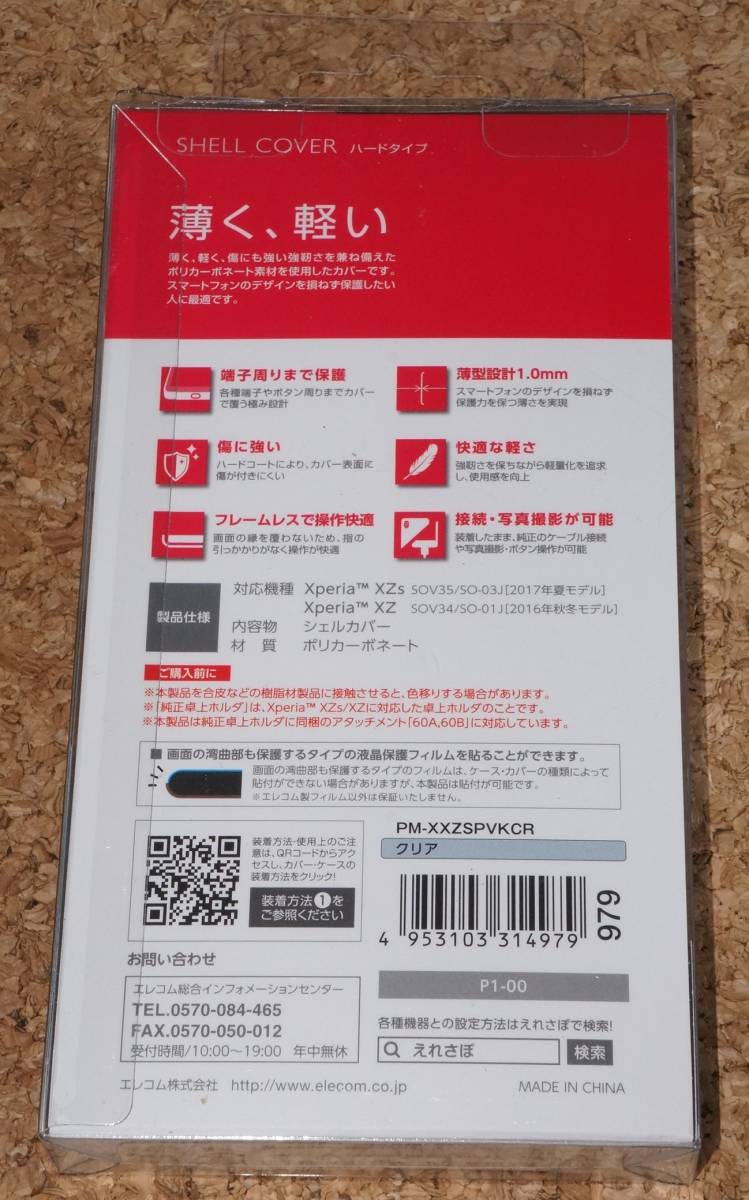 SHELL COVER ハードタイプ
薄く、軽い
薄く、軽く、傷にも強い強靭さを兼ね備えた
ポリカーボネート素材を使用したカバーです。
スマートフォンのデザインを損ねず保護したい
人に最適です。
端子周りまで保護
各種端子やボタン周りまでカバー
で覆う極み設計
薄型設計1.0mm
スマートフォンのデザインを損ねず
保護力を保つ薄さを実現
傷に強い
ハードコートにより、カバー表面に
傷が付きにくい
快適な軽さ
強靭さを保ちながら軽量化を追求
し、使用感を向上
フレームレスで操作快適
画面の縁を覆わないため、指の
引っかかりがなく操作が快適
接続・写真撮影が可能
装着したまま、純正のケーブル接続
や写真撮影・ボタン操作が可能
製品仕様
対応機種 Xperia™ XZs SOV35/SO-03J[2017年夏モデル]
Xperia™ XZ SOV34/SO-01J[2016年秋冬モデル]
内容物 シェルカバー
材質 ポリカーボネート
ご購入前に
※本製品を合皮などの樹脂材製品に接触させると、色移りする場合があります。
※「純正卓上ホルダ」は、Xperia™ XZs/XZに対応した卓上ホルダのことです。
※本製品は純正卓上ホルダに同梱のアタッチメント「60A,60B」に対応しています。
■ 画面の湾曲部も保護するタイプの液晶保護フィルムを貼ることができます。
画面の湾曲部も保護するタイプのフィルムは、ケース・カバーの種類によって
貼付ができない場合がありますが、本製品は貼付が可能です。
※エレコム製フィルム以外は保証いたしません。
装着方法・使用上のご注
意は、QRコードからアク
セスし、カバー・ケースの
装着方法をクリック!
装着方法❶を
ご参照ください
PM-XXZSPVKCR
クリア
4 953103 314979
979
お問い合わせ
エレコム総合インフォメーションセンター
TEL.0570-084-465
FAX.0570-050-012
受付時間/10:00〜19:00 年中無休
P1-00
各種機器との設定方法はえれさぽで検索!
えれさぽ 検索
エレコム株式会社 http://www.elecom.co.jp
MADE IN CHINA